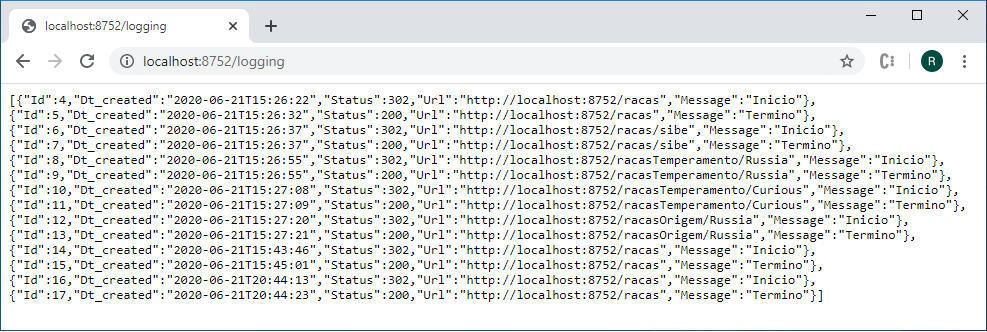 localhost:8752/logging
localhost:8752/logging
R
[{"Id":4,"Dt_created":"2020-06-21T15:26:22","Status":302,"Url":"http://localhost:8752/racas","Message":"Inicio"},
{"Id":5,"Dt_created":"2020-06-21T15:26:32","Status":200,"Url":"http://localhost:8752/racas","Message":"Termino"},
{"Id":6,"Dt_created":"2020-06-21T15:26:37","Status":302,"Url":"http://localhost:8752/racas/sibe","Message":"Inicio"},
{"Id":7,"Dt_created":"2020-06-21T15:26:37","Status":200,"Url":"http://localhost:8752/racas/sibe","Message":"Termino"},
{"Id":8,"Dt_created":"2020-06-21T15:26:55","Status":302,"Url":"http://localhost:8752/racasTemperamento/Russia","Message":"Inicio"},
{"Id":9,"Dt_created":"2020-06-21T15:26:55","Status":200,"Url":"http://localhost:8752/racasTemperamento/Russia","Message":"Termino"},
{"Id":10,"Dt_created":"2020-06-21T15:27:08","Status":302,"Url":"http://localhost:8752/racasTemperamento/Curious","Message":"Inicio"},
{"Id":11,"Dt_created":"2020-06-21T15:27:09","Status":200,"Url":"http://localhost:8752/racasTemperamento/Curious","Message":"Termino"},
{"Id":12,"Dt_created":"2020-06-21T15:27:20","Status":302,"Url":"http://localhost:8752/racasOrigem/Russia","Message":"Inicio"},
{"Id":13,"Dt_created":"2020-06-21T15:27:21","Status":200,"Url":"http://localhost:8752/racasOrigem/Russia","Message":"Termino"},
{"Id":14,"Dt_created":"2020-06-21T15:43:46","Status":302,"Url":"http://localhost:8752/racas","Message":"Inicio"},
{"Id":15,"Dt_created":"2020-06-21T15:45:01","Status":200,"Url":"http://localhost:8752/racas","Message":"Termino"},
{"Id":16,"Dt_created":"2020-06-21T20:44:13","Status":302,"Url":"http://localhost:8752/racas","Message":"Inicio"},
{"Id":17,"Dt_created":"2020-06-21T20:44:23","Status":200,"Url":"http://localhost:8752/racas","Message":"Termino"}]